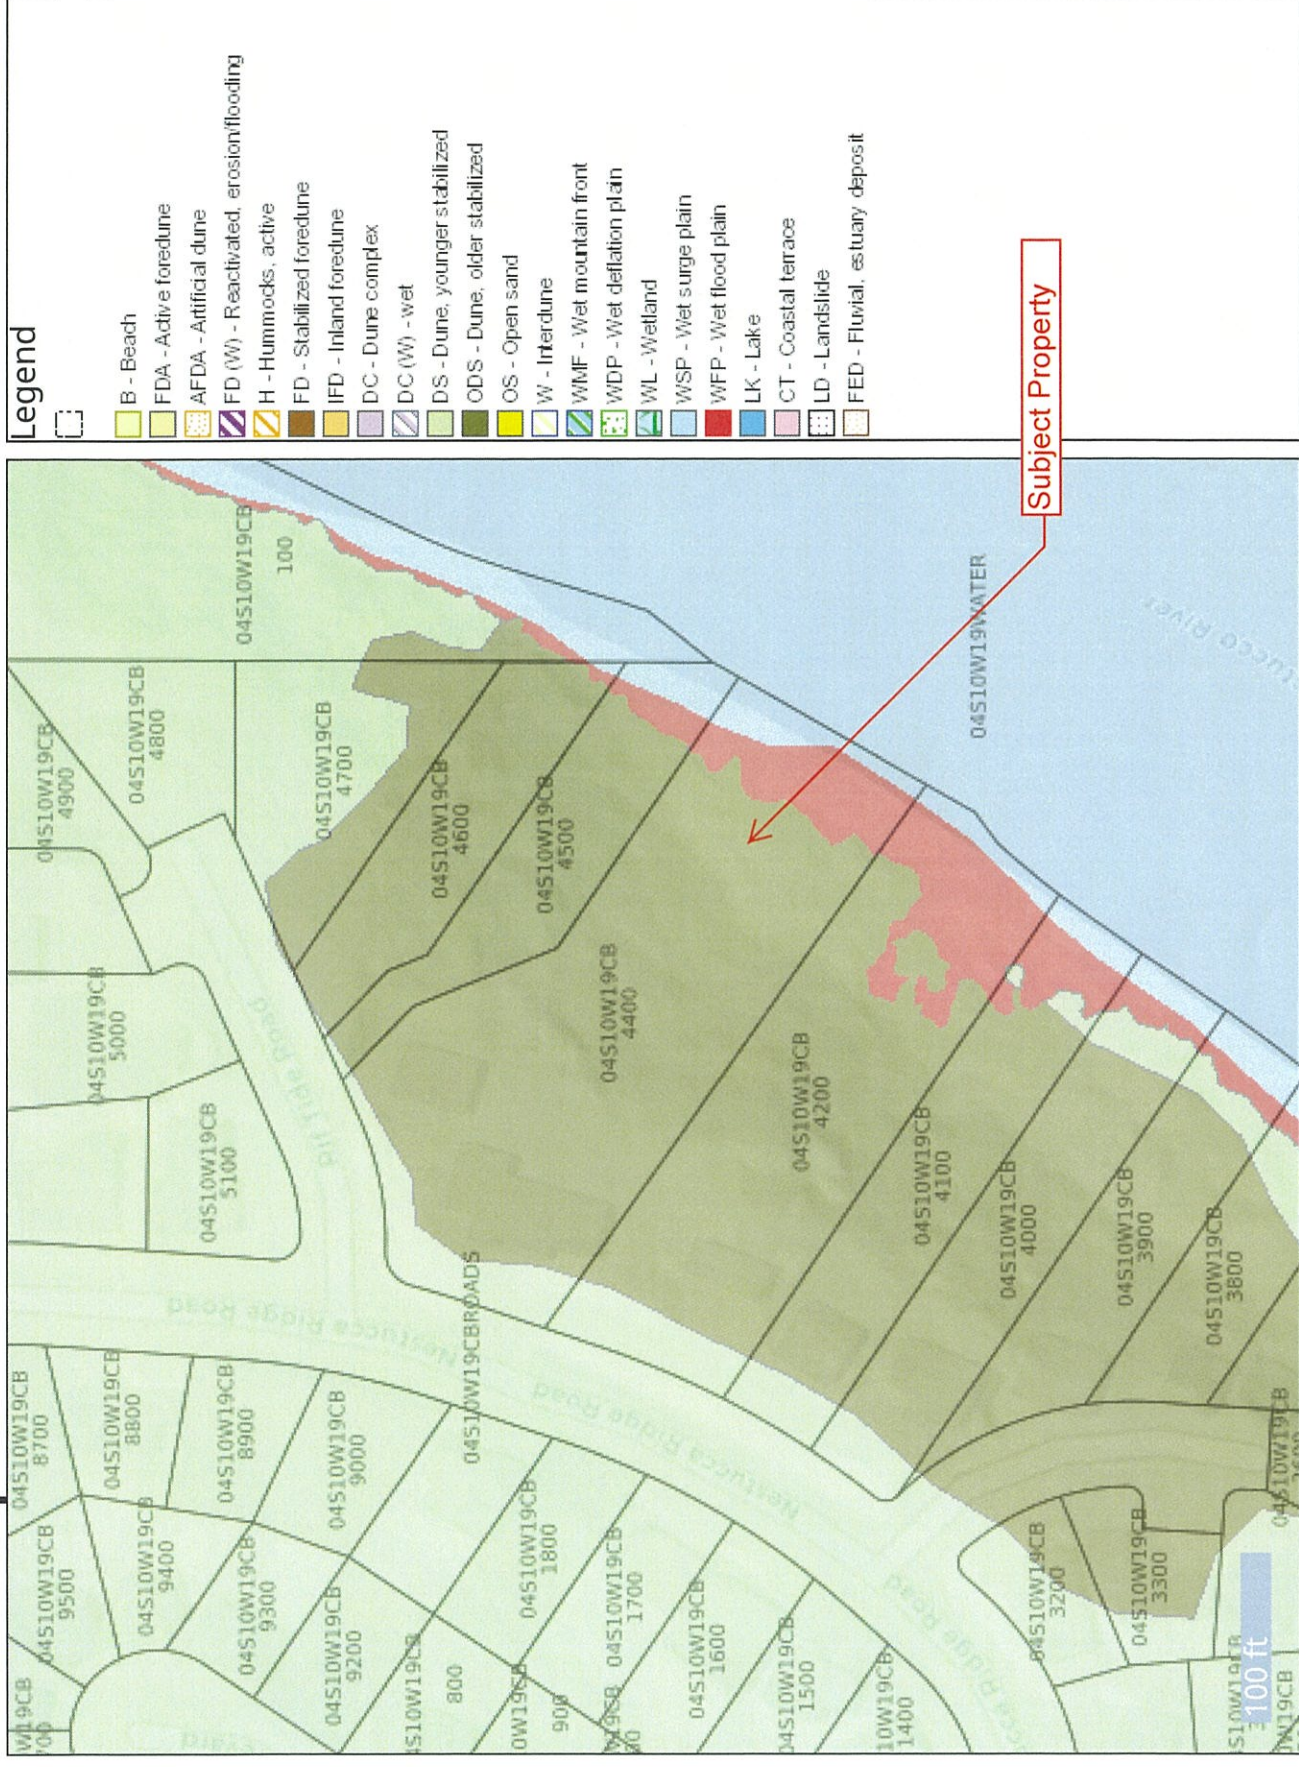 Legend
B - Beach
FDA - Active foredune
AFDA - Artificial dune
FD (W) - Reactivated, erosion/flooding
H - Hummocks, active
FD - Stabilized foredune
IFD - Inland foredune
DC - Dune complex
DC (W) - wet
DS - Dune, younger stabilized
ODS - Dune, older stabilized
OS - Open sand
W - Interdune
WMF - Wet mountain front
WDP - Wet deflation plain
WL - Wetland
WSP - Wet surge plain
WFP - Wet flood plain
LK - Lake
CT - Coastal terrace
LD - Landslide
FED - Fluvial, estuary deposit
Subject Property
04S10W19CB
100
04S10W19CB
4900
04S10W19CB
4800
04S10W19CB
4700
04S10W19CB
4600
04S10W19CB
4500
04S10W19CB
4400
04S10W19CB
4200
04S10W19CB
4100
04S10W19CB
4000
04S10W19CB
3900
04S10W19CB
3800
04S10W19WATER
04S10W19CB
5000
04S10W19CB
5100
Nestucca Ridge Road
04S10W19CBROADS
Nestucca Ridge Road
04S10W19CB
8700
04S10W19CB
8800
04S10W19CB
8900
04S10W19CB
9000
04S10W19CB
9500
04S10W19CB
9400
04S10W19CB
9300
04S10W19CB
9200
04S10W19CB
1800
04S10W19CB
1700
04S10W19CB
1600
04S10W19CB
1500
10W19CB
1400
4S10W19CB
800
0W19CB
900
04S10W19CB
3200
04S10W19CB
3300
04S10W19CB
W19CB
100 ft